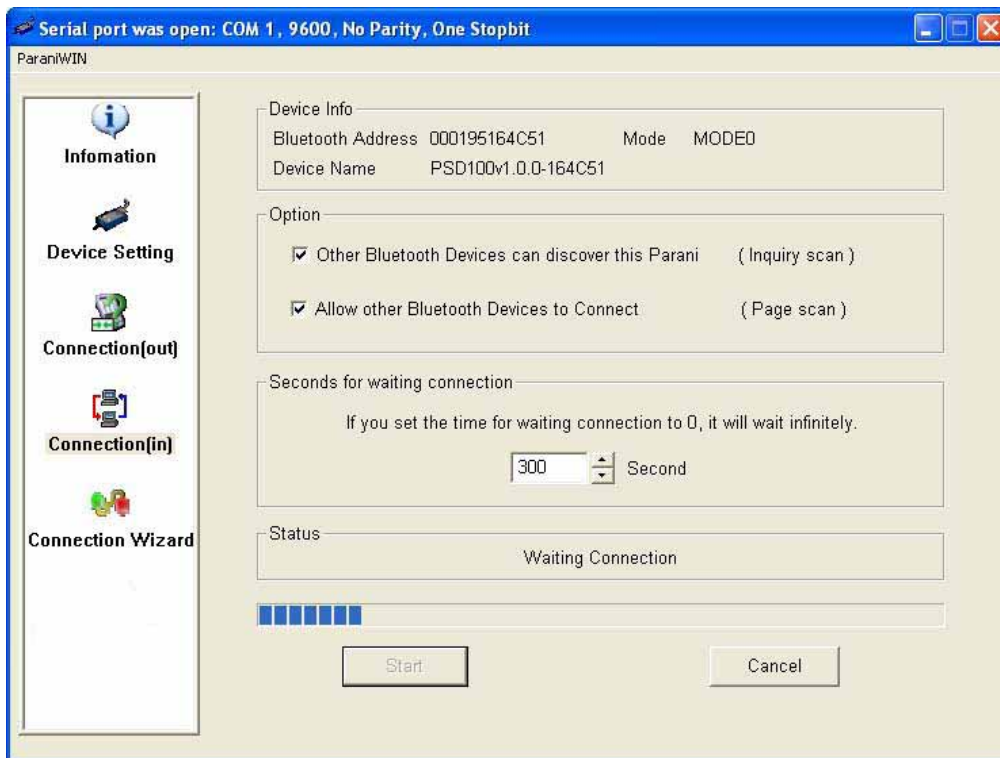 Serial port was open: COM 1, 9600, No Parity, One Stopbit
ParaniWIN
Infomation
Device Setting
Connection(out)
Connection(in)
Connection Wizard
Device Info
Bluetooth Address 000195164C51 Mode MODE0
Device Name PSD100v1.0.0-164C51
Option
Other Bluetooth Devices can discover this Parani ( Inquiry scan )
Allow other Bluetooth Devices to Connect ( Page scan )
Seconds for waiting connection
If you set the time for waiting connection to 0, it will wait infinitely.
300 Second
Status
Waiting Connection
Start Cancel